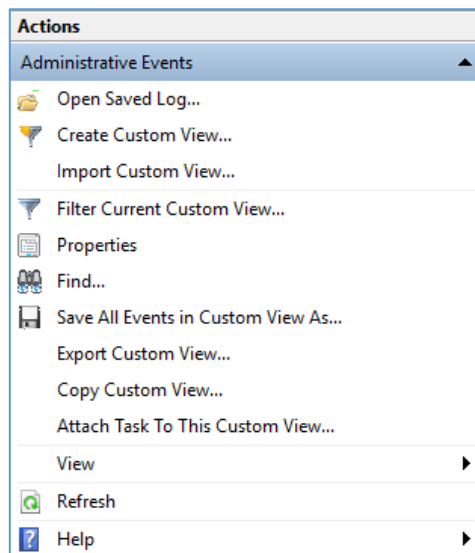 Actions
Administrative Events
Open Saved Log...
Create Custom View...
Import Custom View...
Filter Current Custom View...
Properties
Find...
Save All Events in Custom View As...
Export Custom View...
Copy Custom View...
Attach Task To This Custom View...
View
Refresh
Help